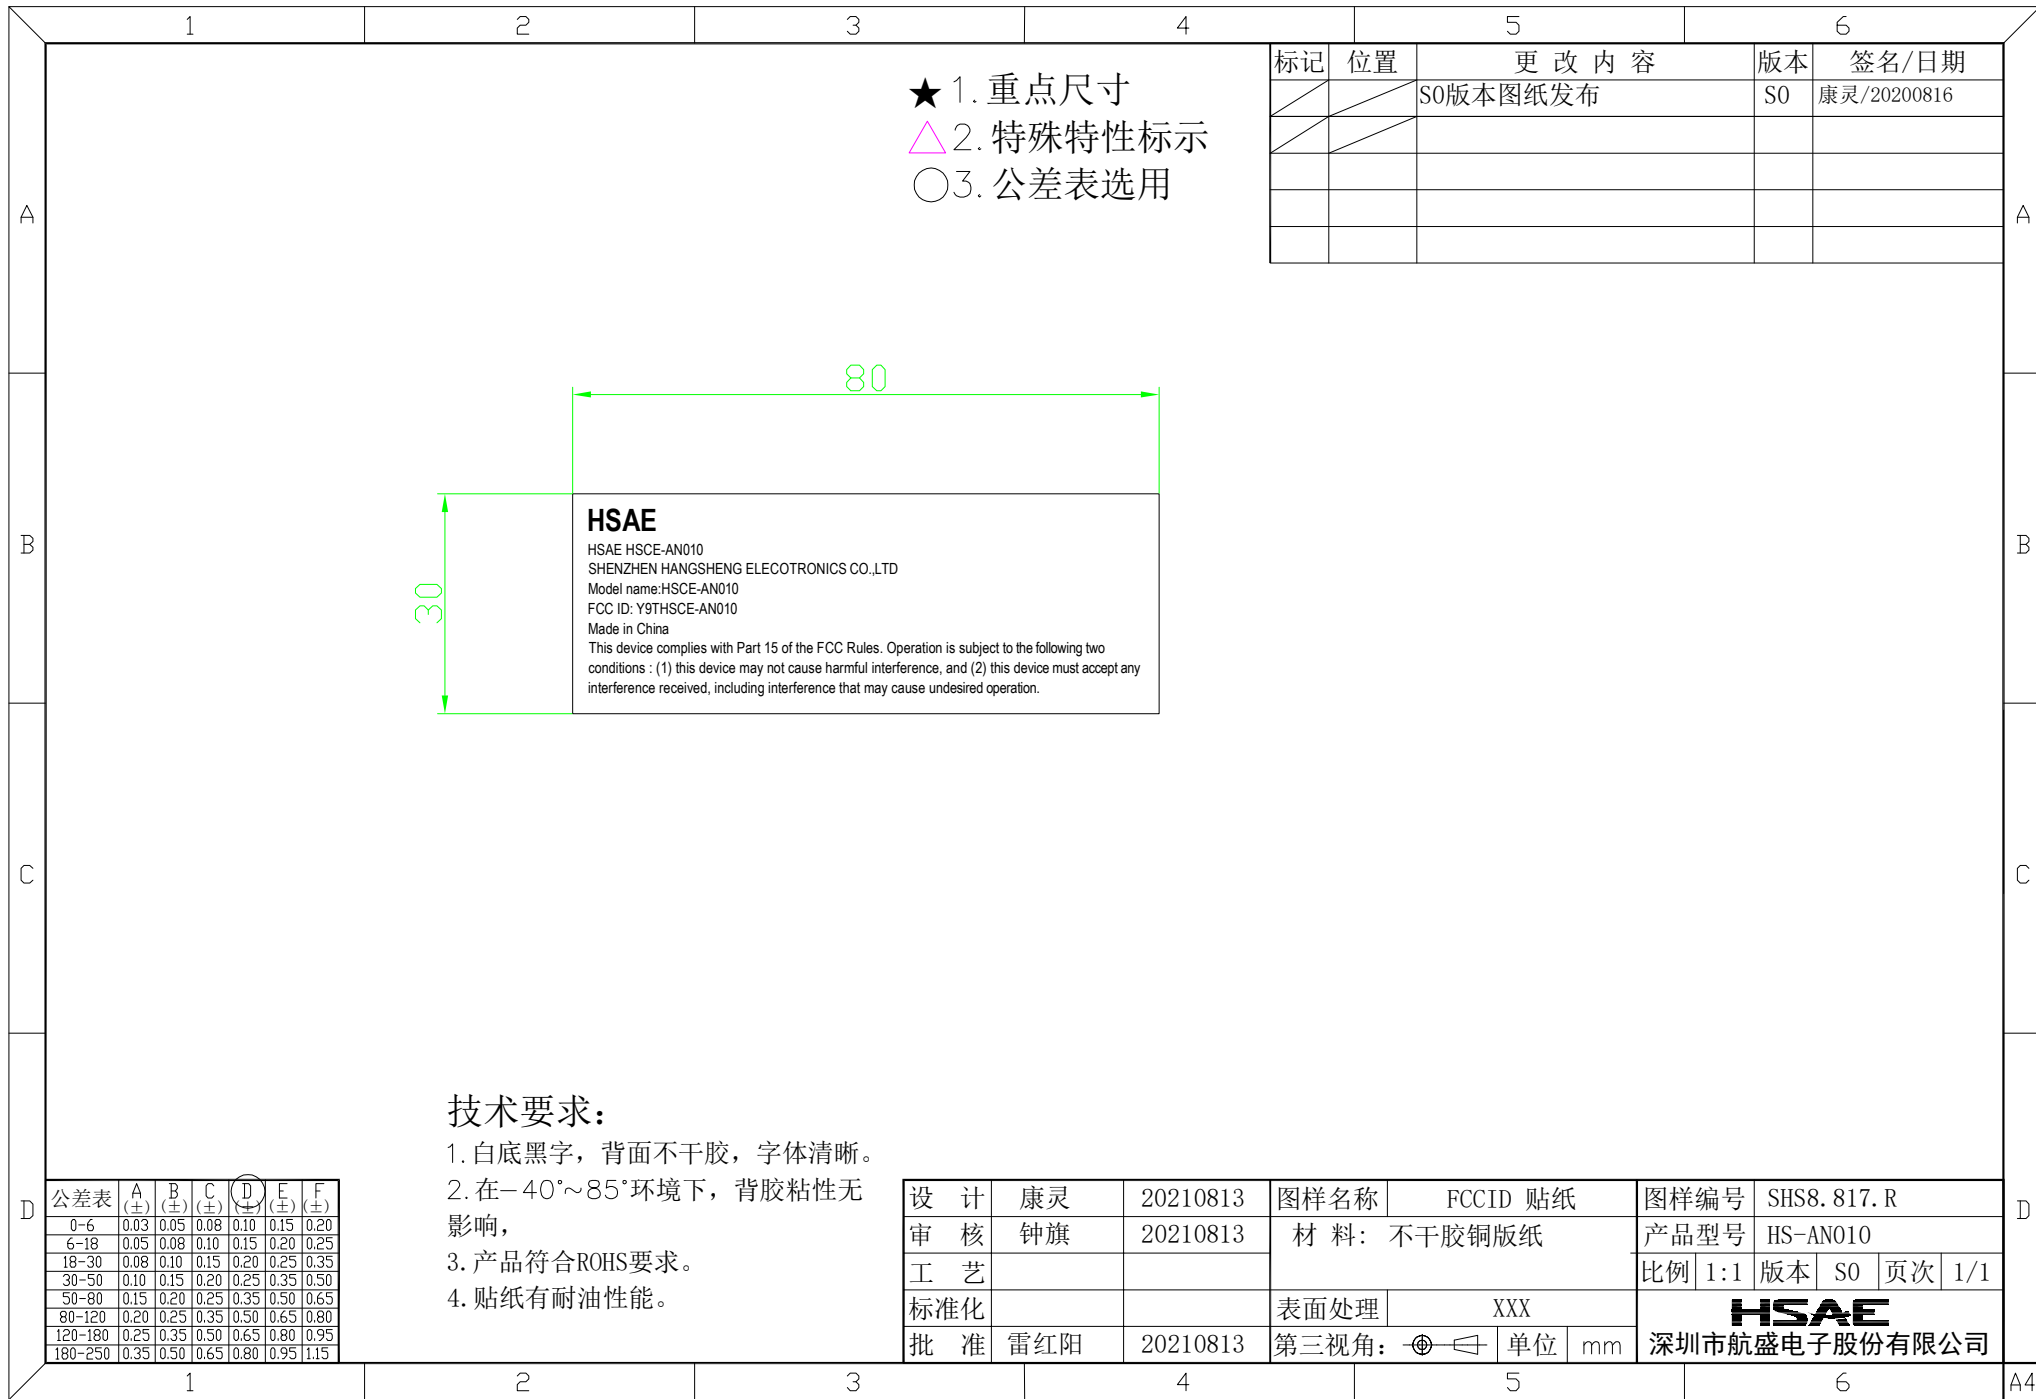 1 2 3 4 5 6
标记 位置 更 改 内 容 版本 签名/日期
S0版本图纸发布 S0 康灵/20200816
★ 1. 重点尺寸
△ 2. 特殊特性标示
○ 3. 公差表选用
A A
80
30
B B
HSAE
HSAE HSCE-AN010
SHENZHEN HANGSHENG ELECOTRONICS CO.,LTD
Model name:HSCE-AN010
FCC ID: Y9THSCE-AN010
Made in China
This device complies with Part 15 of the FCC Rules. Operation is subject to the following two
conditions : (1) this device may not cause harmful interference, and (2) this device must accept any
interference received, including interference that may cause undesired operation.
C C
技术要求:
1. 白底黑字，背面不干胶，字体清晰。
2. 在-40°~85°环境下，背胶粘性无
影响，
3. 产品符合ROHS要求。
4. 贴纸有耐油性能。
D D
公差表 A(±) B(±) C(±) D(±) E(±) F(±)
0-6 0.03 0.05 0.08 0.10 0.15 0.20
6-18 0.05 0.08 0.10 0.15 0.20 0.25
18-30 0.08 0.10 0.15 0.20 0.25 0.35
30-50 0.10 0.15 0.20 0.25 0.35 0.50
50-80 0.15 0.20 0.25 0.35 0.50 0.65
80-120 0.20 0.25 0.35 0.50 0.65 0.80
120-180 0.25 0.35 0.50 0.65 0.80 0.95
180-250 0.35 0.50 0.65 0.80 0.95 1.15
设 计 康灵 20210813 图样名称 FCCID 贴纸 图样编号 SHS8.817.R
审 核 钟旗 20210813 材 料: 不干胶铜版纸 产品型号 HS-AN010
工 艺 比例 1:1 版本 S0 页次 1/1
标准化 表面处理 XXX HSAE
批 准 雷红阳 20210813 第三视角: 单位 mm 深圳市航盛电子股份有限公司
1 2 3 4 5 6 A4